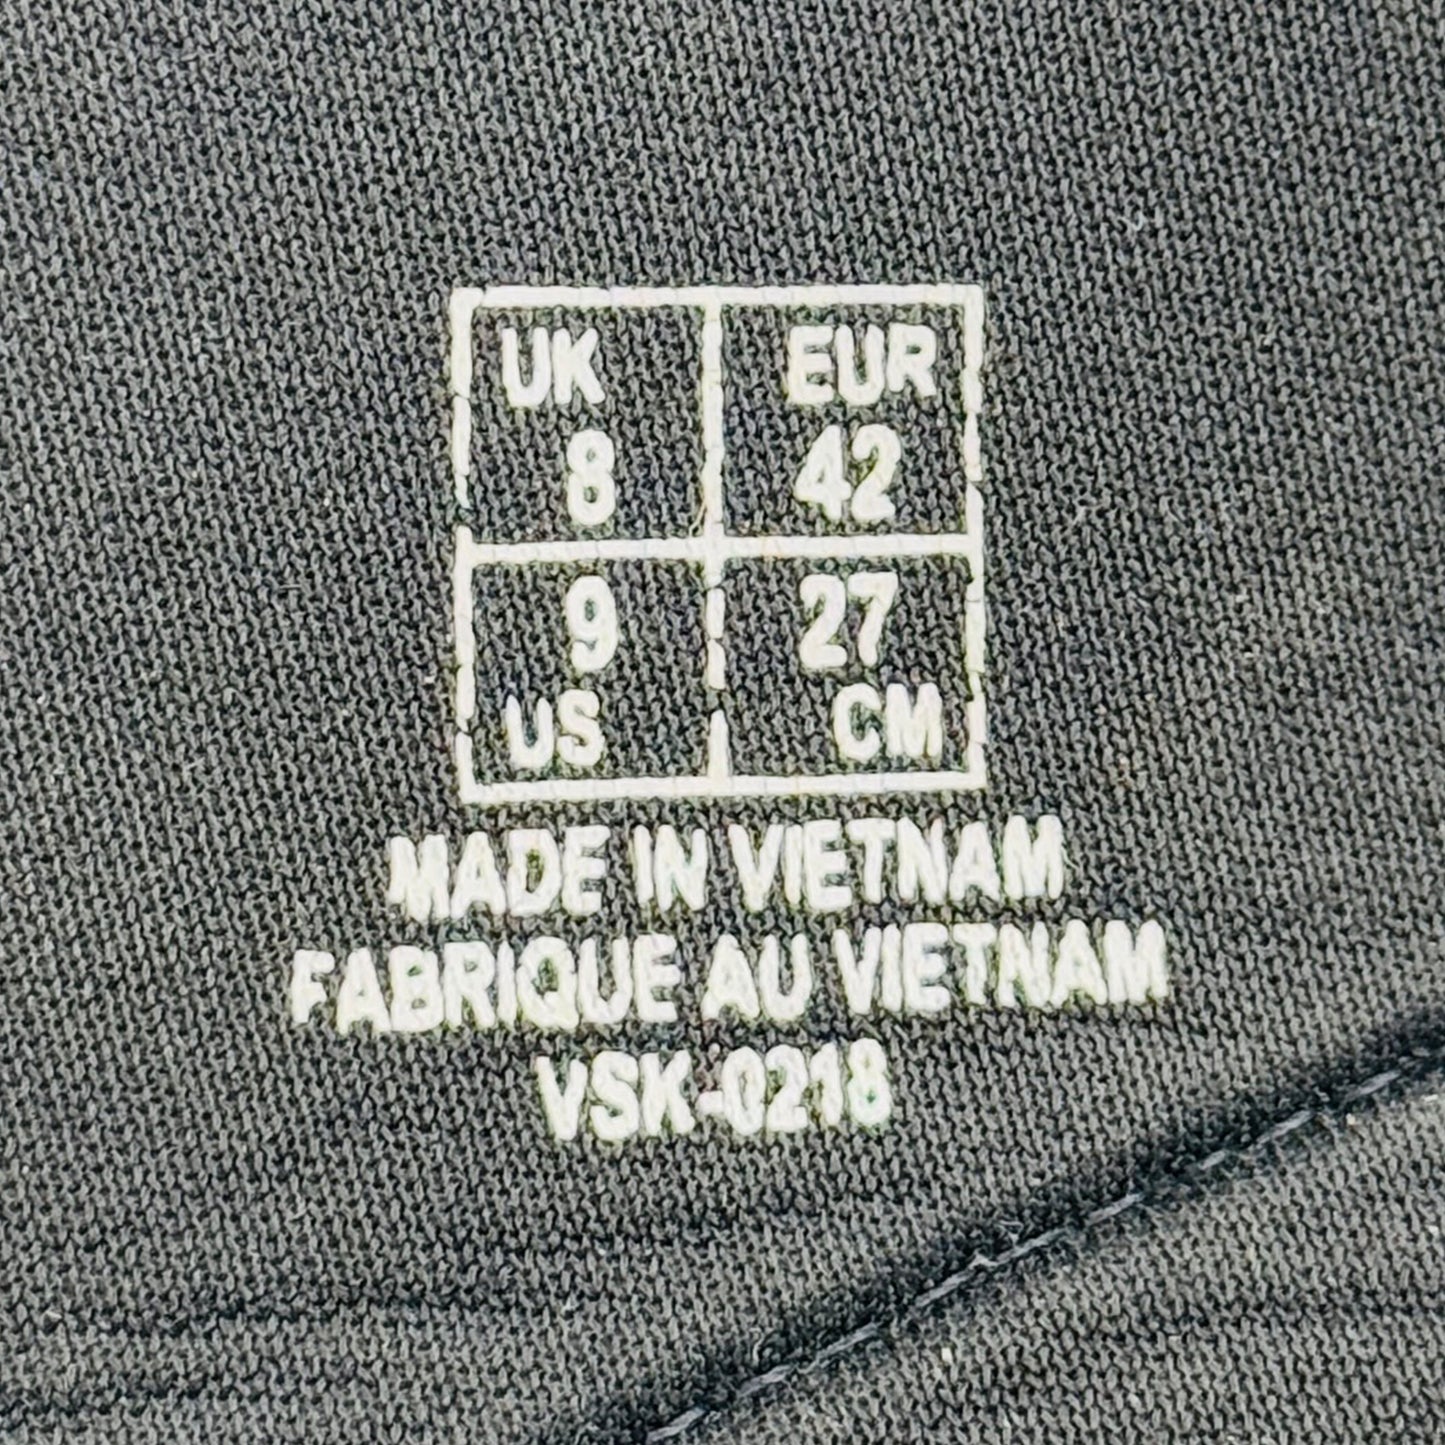 UK EUR
8 42
9 27
US CM
MADE IN VIETNAM
FABRIQUE AU VIETNAM
VSK-0218